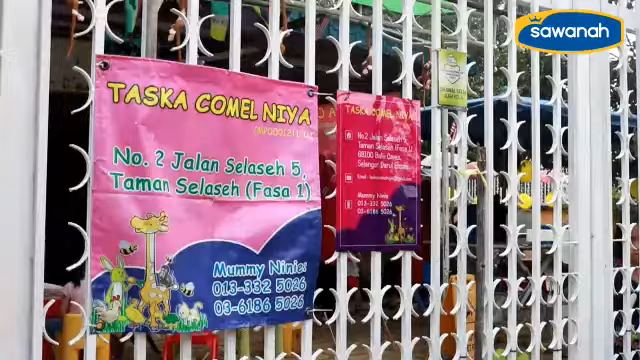 sawanah
TASKA COMEL NIYA
No. 2 Jalan Selaseh 5,
Taman Selaseh (Fasa 1)
Mummy Ninie:
013-332 5026
03-6186 5026
TASKA COMEL NIYA
No.2 Jalan Selaseh 5,
Taman Selaseh (Fasa 1)
68100 Batu Caves,
Selangor Darul Ehsan
Mummy Ninie
013-332 5026
03-6186 5026